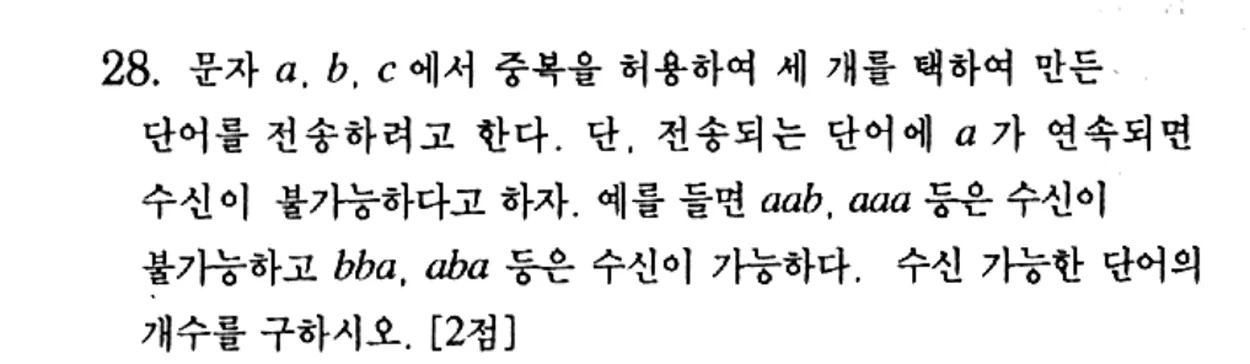 28. 문자 a, b, c 에서 중복을 허용하여 세 개를 택하여 만든
단어를 전송하려고 한다. 단, 전송되는 단어에 a 가 연속되면
수신이 불가능하다고 하자. 예를 들면 aab, aaa 등은 수신이
불가능하고 bba, aba 등은 수신이 가능하다. 수신 가능한 단어의
개수를 구하시오. [2점]